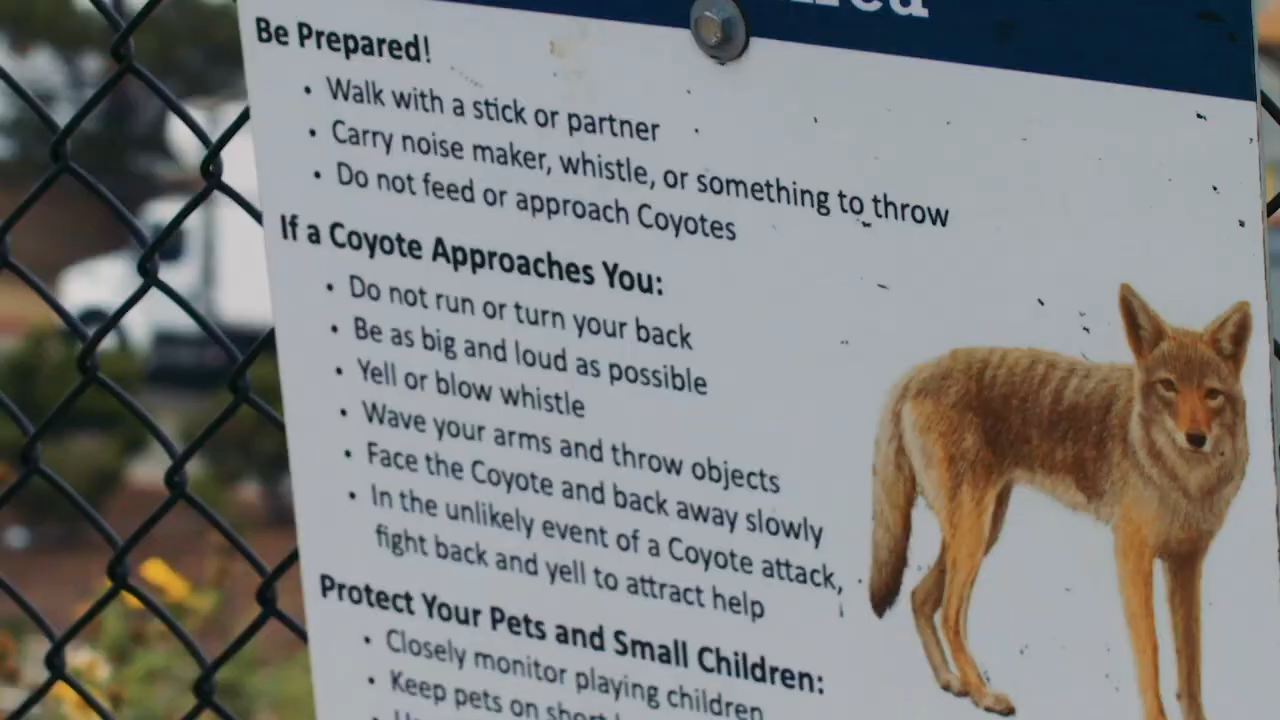 Be Prepared!
• Walk with a stick or partner
• Carry noise maker, whistle, or something to throw
• Do not feed or approach Coyotes
If a Coyote Approaches You:
• Do not run or turn your back
• Be as big and loud as possible
• Yell or blow whistle
• Wave your arms and throw objects
• Face the Coyote and back away slowly
• In the unlikely event of a Coyote attack,
fight back and yell to attract help
Protect Your Pets and Small Children:
• Closely monitor playing children
• Keep pets on short